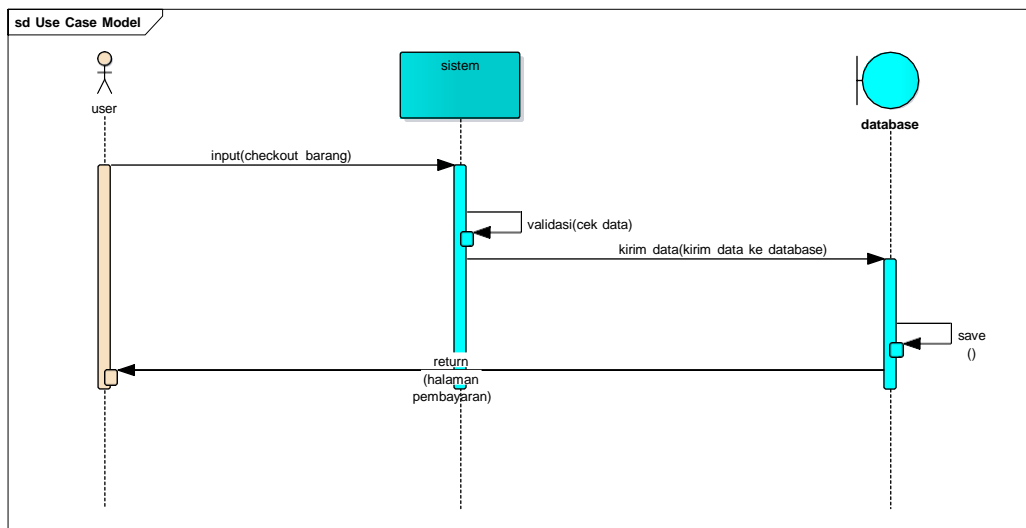 sd Use Case Model
user
sistem
database
input(checkout barang)
validasi(cek data)
kirim data(kirim data ke database)
save
()
return
(halaman
pembayaran)